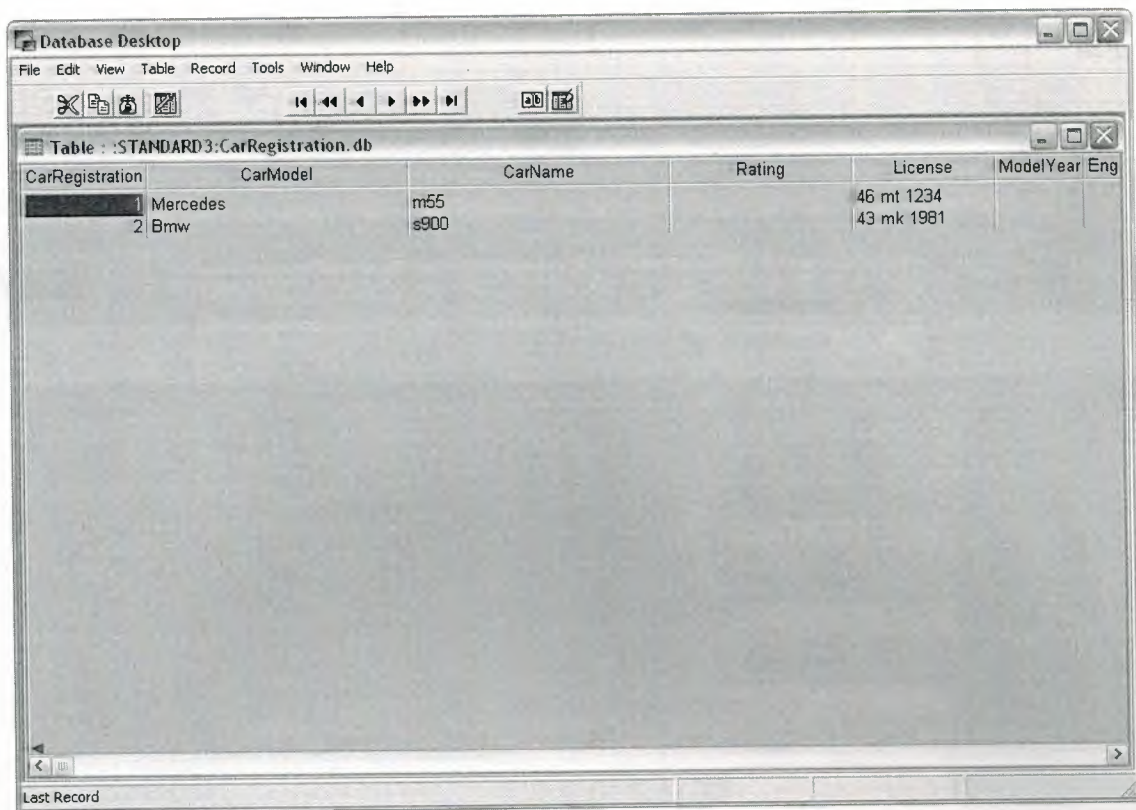 Database Desktop
File Edit View Table Record Tools Window Help
Table : :STANDARD3:CarRegistration.db
CarRegistration CarModel CarName Rating License ModelYear Eng
1 Mercedes m55 46 mt 1234
2 Bmw s900 43 mk 1981
Last Record